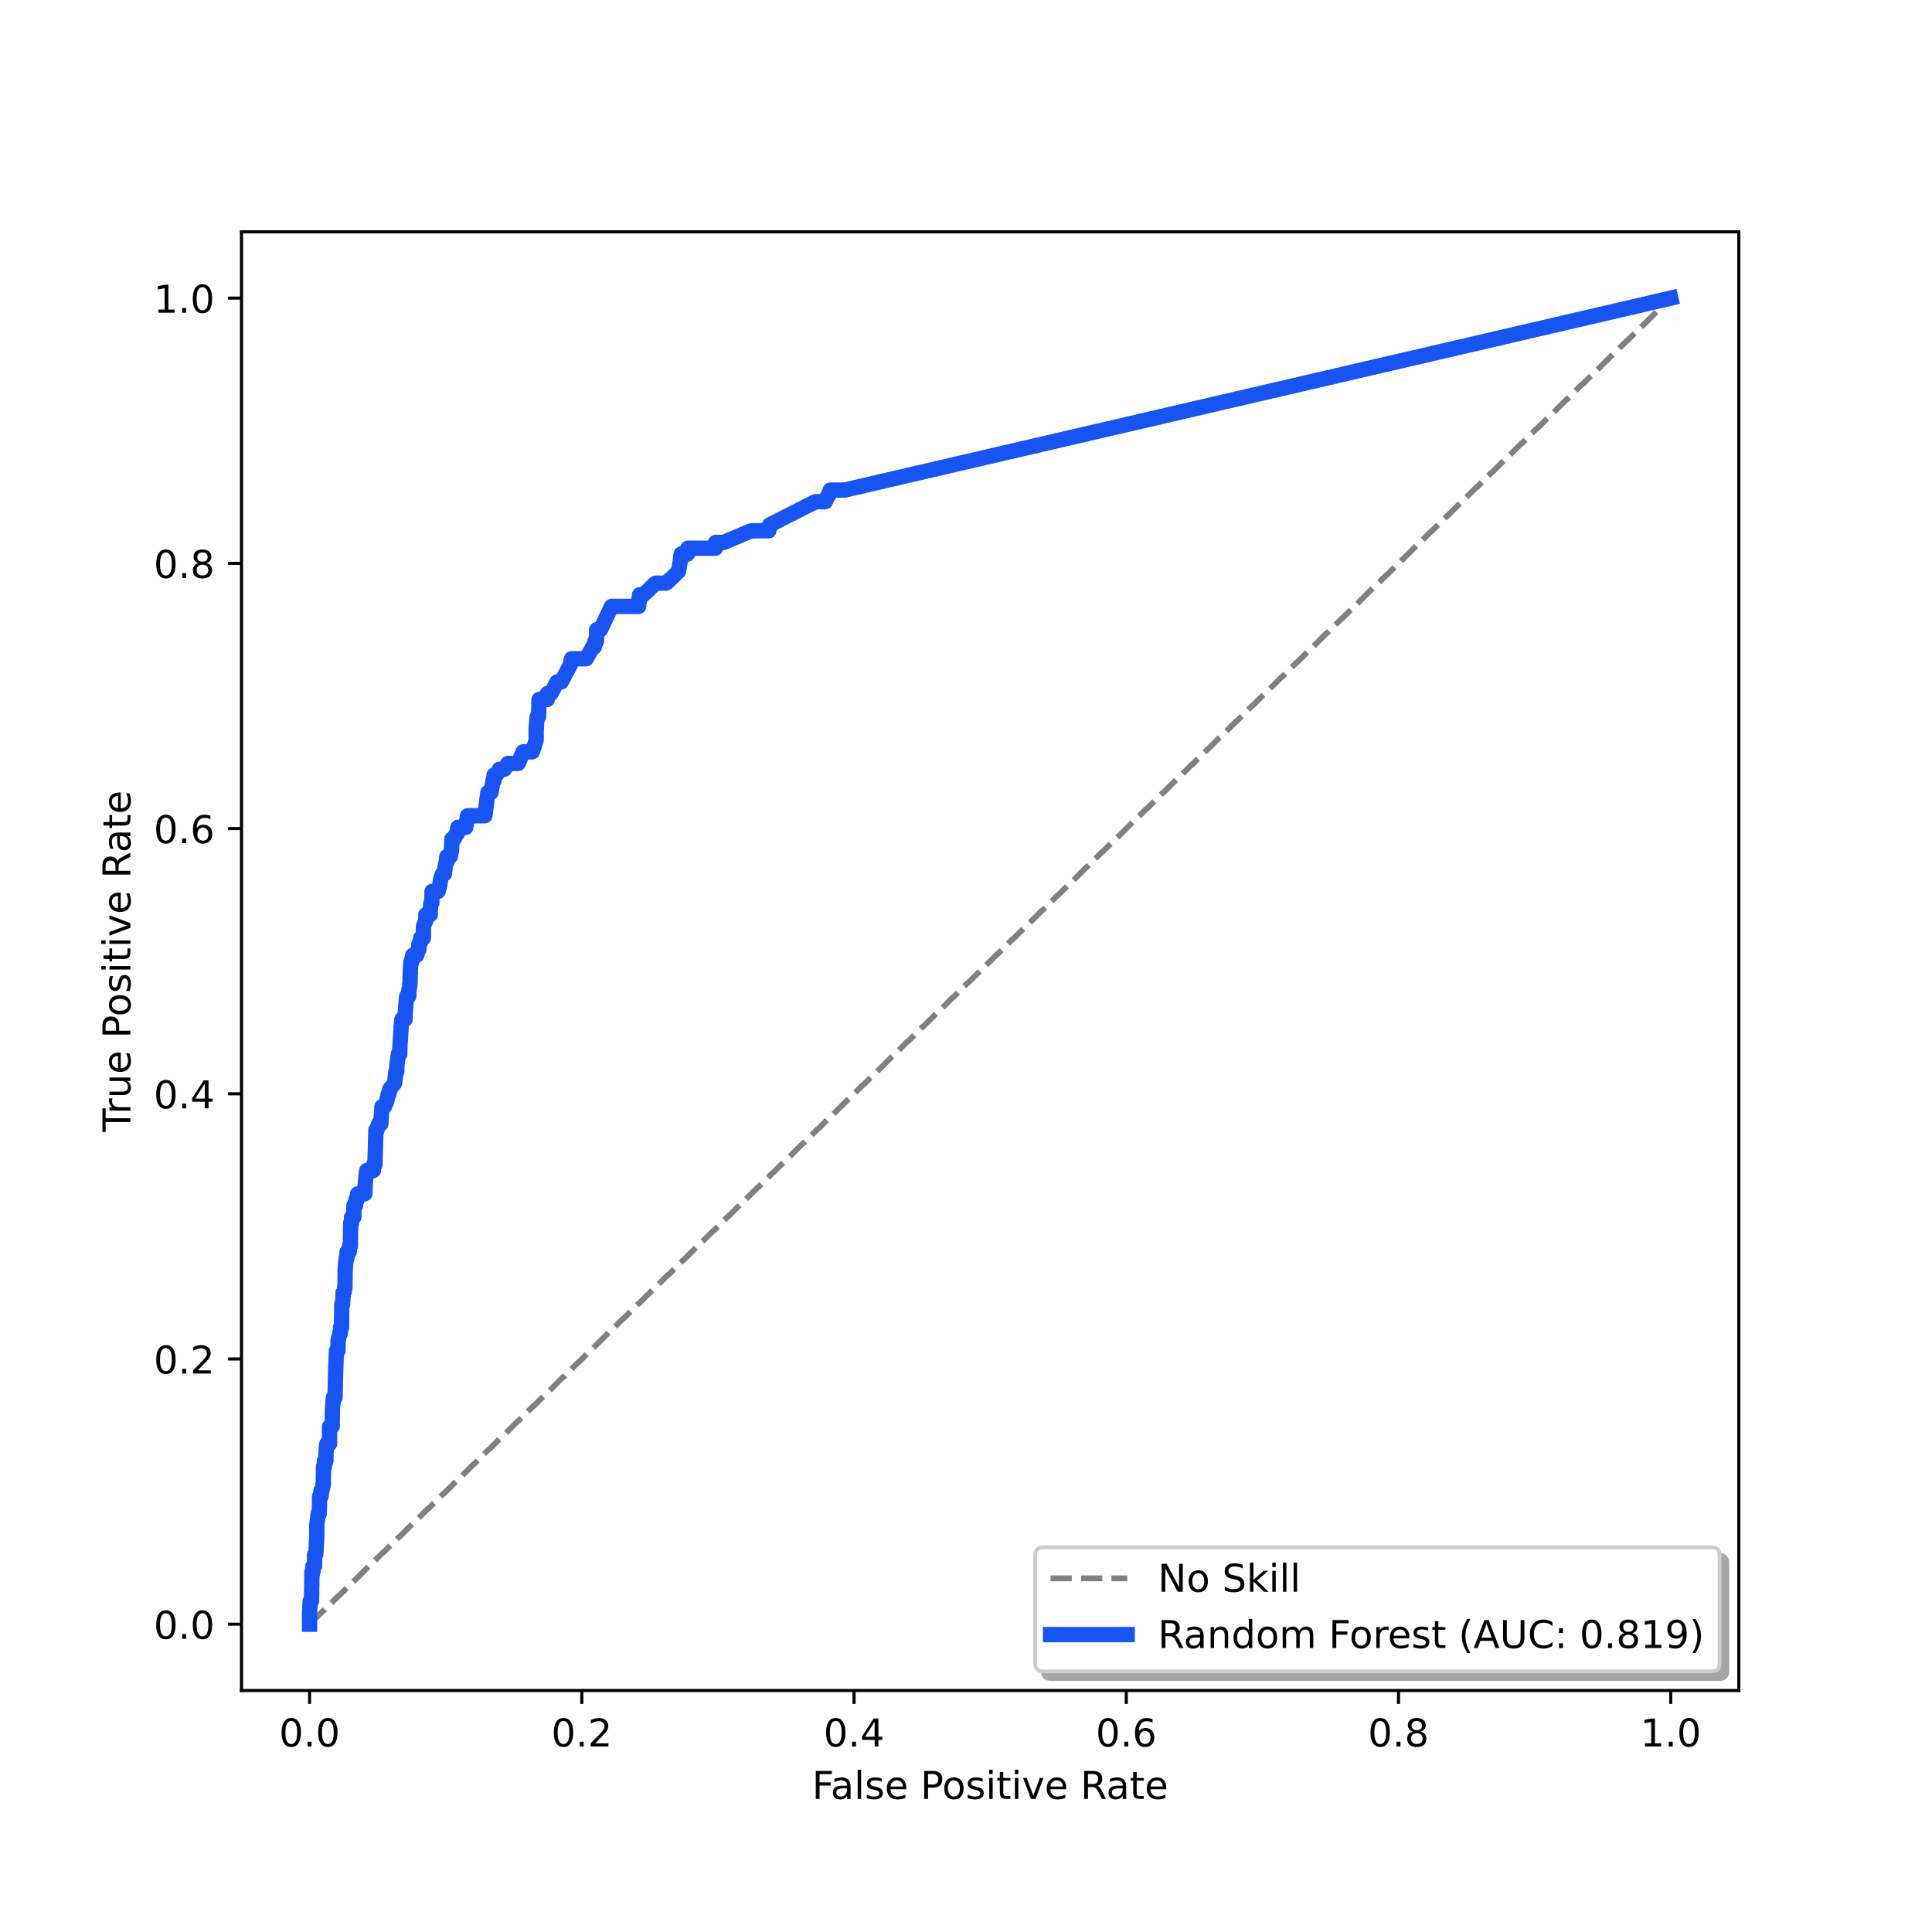 1.0
0.8
0.6
0.4
0.2
0.0
True Positive Rate
No Skill
Random Forest (AUC: 0.819)
0.0 0.2 0.4 0.6 0.8 1.0
False Positive Rate